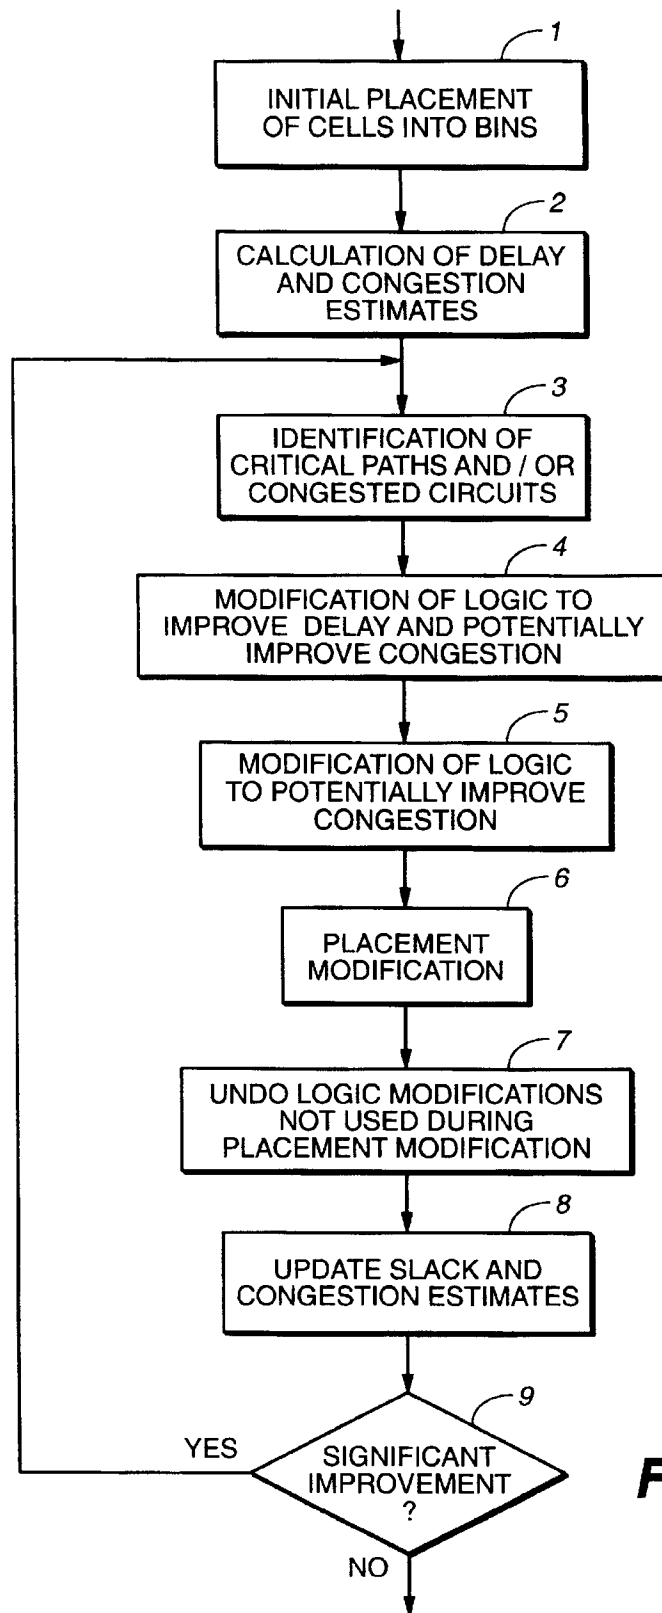 1
INITIAL PLACEMENT
OF CELLS INTO BINS
2
CALCULATION OF DELAY
AND CONGESTION
ESTIMATES
3
IDENTIFICATION OF
CRITICAL PATHS AND / OR
CONGESTED CIRCUITS
4
MODIFICATION OF LOGIC TO
IMPROVE DELAY AND POTENTIALLY
IMPROVE CONGESTION
5
MODIFICATION OF LOGIC
TO POTENTIALLY IMPROVE
CONGESTION
6
PLACEMENT
MODIFICATION
7
UNDO LOGIC MODIFICATIONS
NOT USED DURING
PLACEMENT MODIFICATION
8
UPDATE SLACK AND
CONGESTION ESTIMATES
9
YES
SIGNIFICANT
IMPROVEMENT
?
F
NO